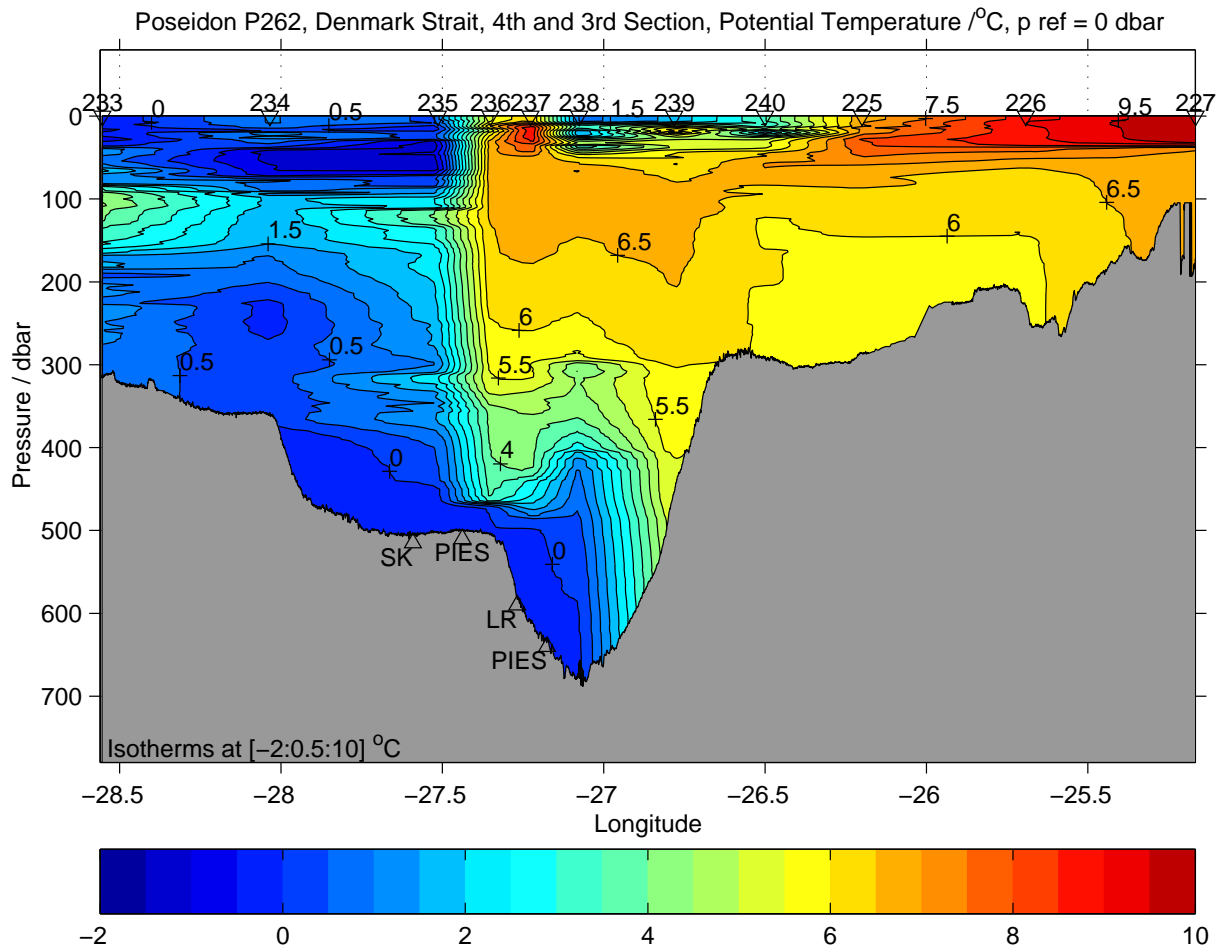 Poseidon P262, Denmark Strait, 4th and 3rd Section, Potential Temperature /°C, p ref = 0 dbar
233 0 234 0.5 235 236 237 238 1.5 239 240 225 7.5 226 9.5 227
0
100
200
300
400
500
600
700
Pressure / dbar
1.5
6.5
6
6.5
6
0.5
0.5
5.5
5.5
4
0
0
SK
PIES
LR
PIES
Isotherms at [−2:0.5:10] °C
−28.5 −28 −27.5 −27 −26.5 −26 −25.5
Longitude
−2 0 2 4 6 8 10